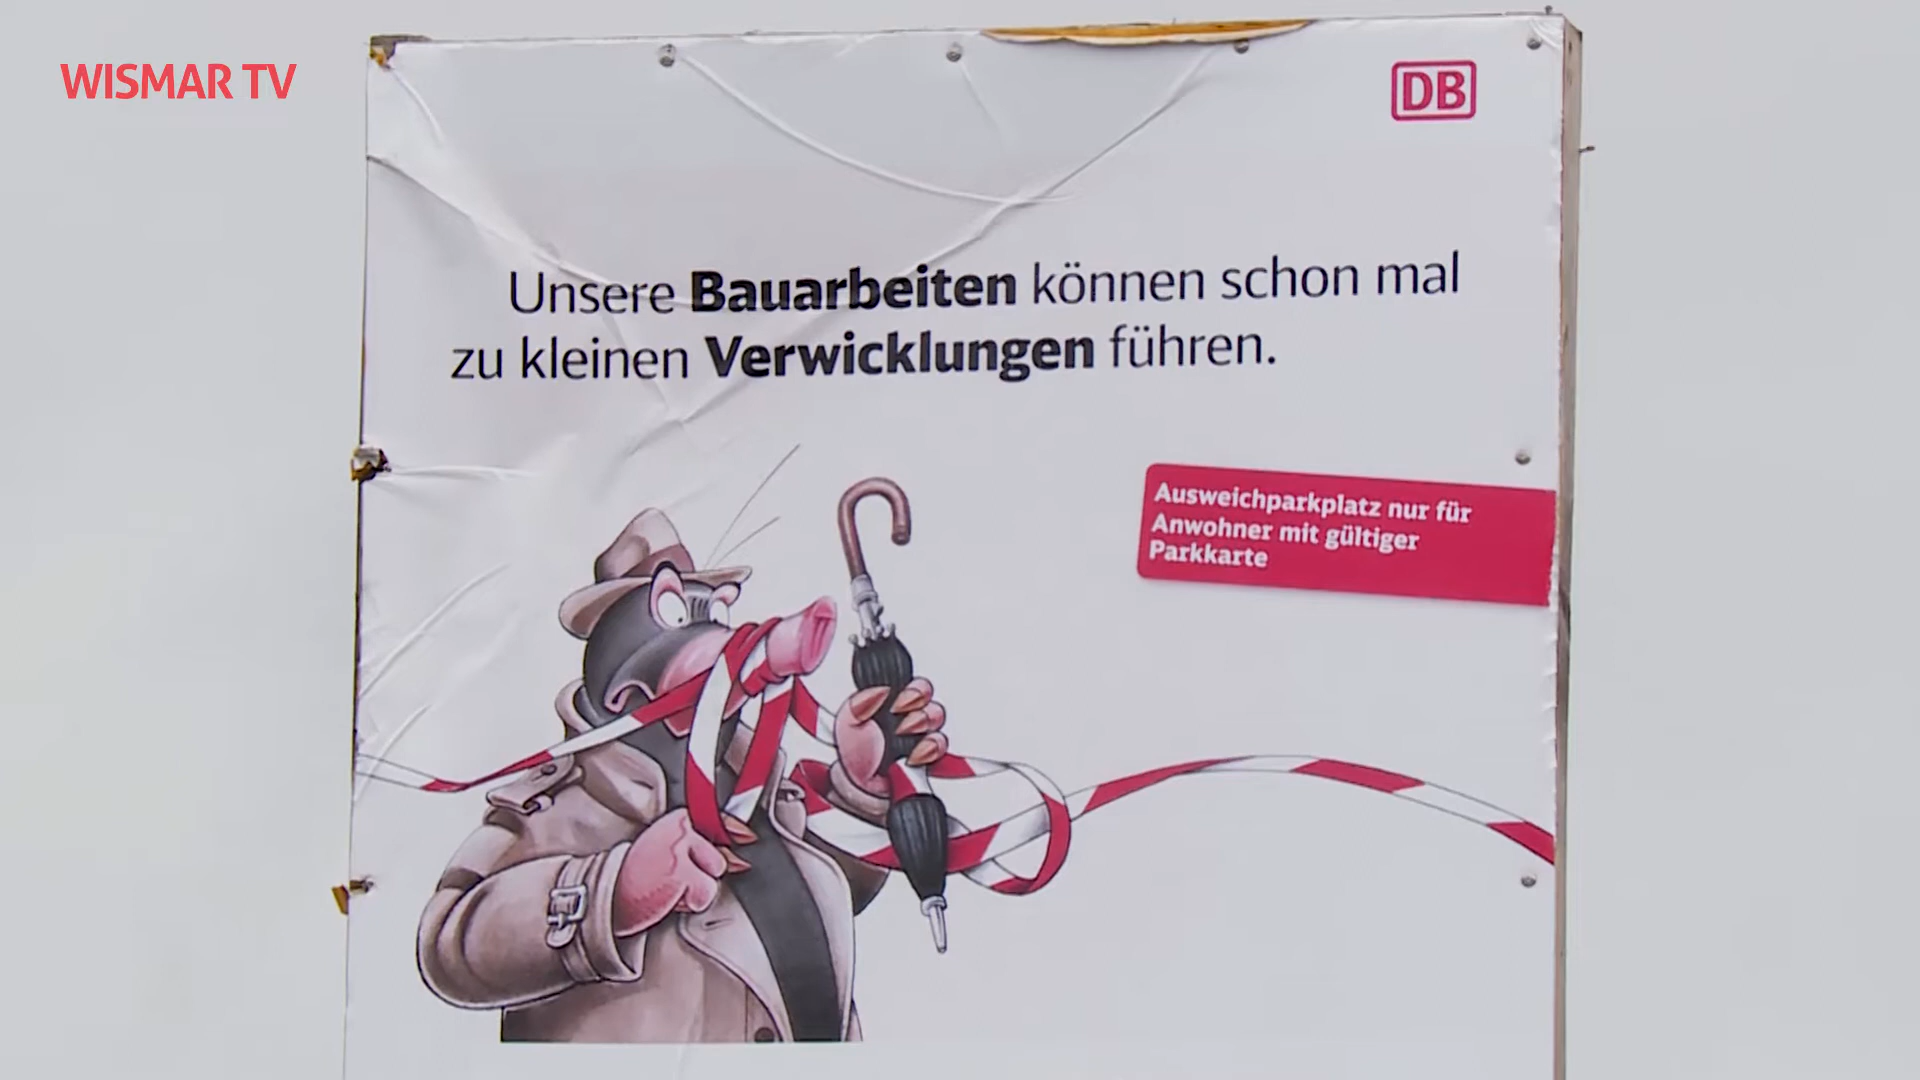 WISMAR TV
DB
Unsere Bauarbeiten können schon mal
zu kleinen Verwicklungen führen.
Ausweichparkplatz nur für
Anwohner mit gültiger
Parkkarte